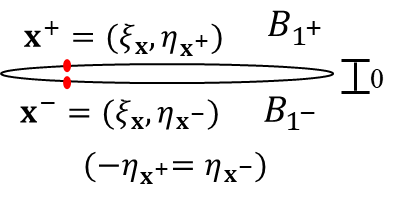 𝐱⁺ = (ξ_𝐱, η_𝐱⁺) B_1⁺
0
𝐱⁻ = (ξ_𝐱, η_𝐱⁻) B_1⁻
(−η_𝐱⁺= η_𝐱⁻)